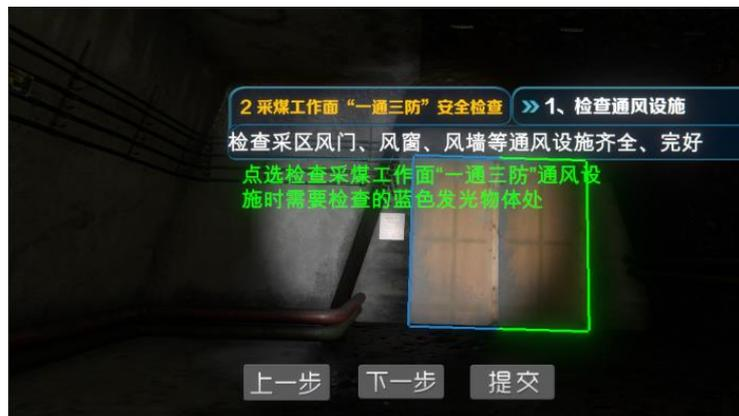 2 采煤工作面“一通三防”安全检查
» 1、检查通风设施
检查采区风门、风窗、风墙等通风设施齐全、完好
点选检查采煤工作面“一通三防”通风设
施时需要检查的蓝色发光物体处
上一步
下一步
提交